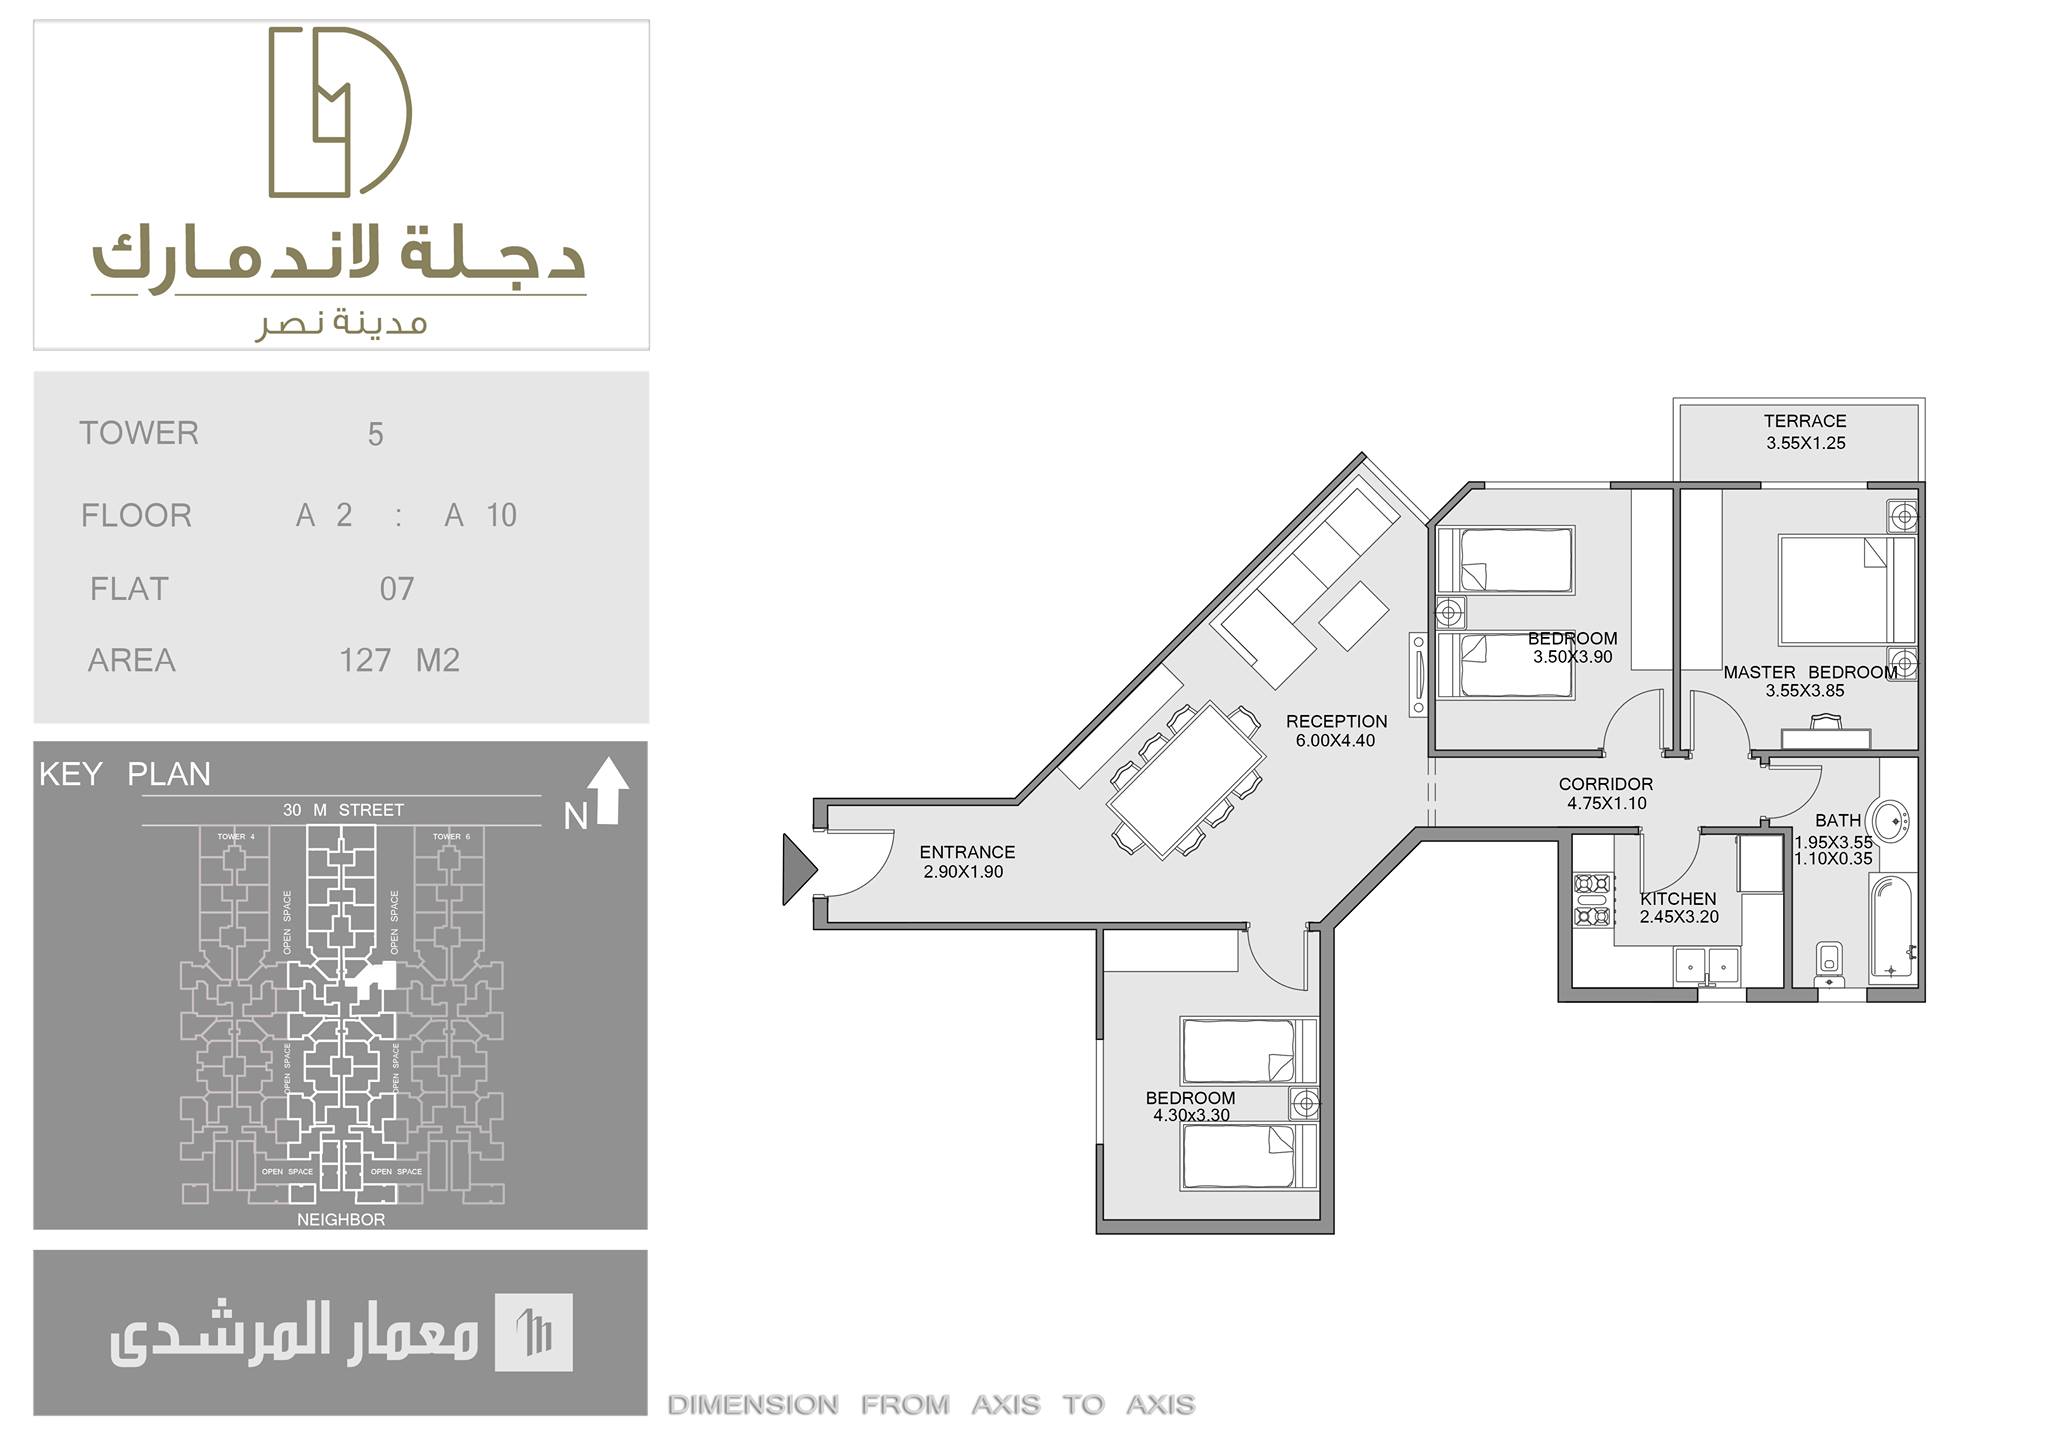 دجلة لاندمارك
مدينة نصر
TOWER 5
FLOOR A 2 : A 10
FLAT 07
AREA 127 M2
KEY PLAN
N
30 M STREET
TOWER 4
TOWER 6
OPEN SPACE
OPEN SPACE
OPEN SPACE
OPEN SPACE
OPEN SPACE
OPEN SPACE
NEIGHBOR
معمار المرشدى
TERRACE
3.55X1.25
BEDROOM
3.50X3.90
MASTER BEDROOM
3.55X3.85
RECEPTION
6.00X4.40
CORRIDOR
4.75X1.10
BATH
1.95X3.55
1.10X0.35
ENTRANCE
2.90X1.90
KITCHEN
2.45X3.20
BEDROOM
4.30x3.30
DIMENSION FROM AXIS TO AXIS